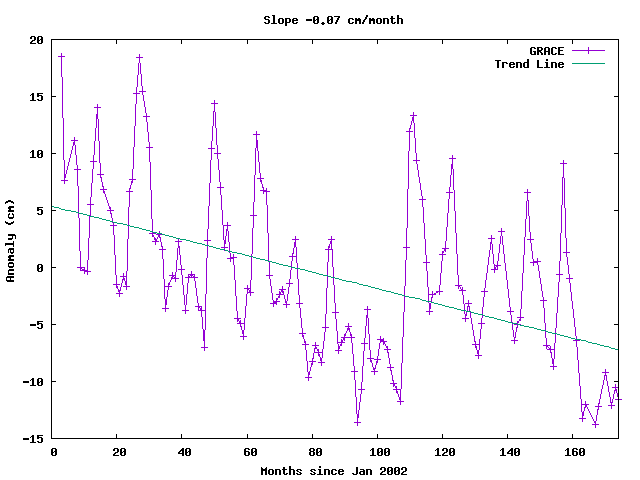 Slope -0.07 cm/month
GRACE
Trend Line
20
15
10
5
0
-5
-10
-15
Anomaly (cm)
0 20 40 60 80 100 120 140 160
Months since Jan 2002